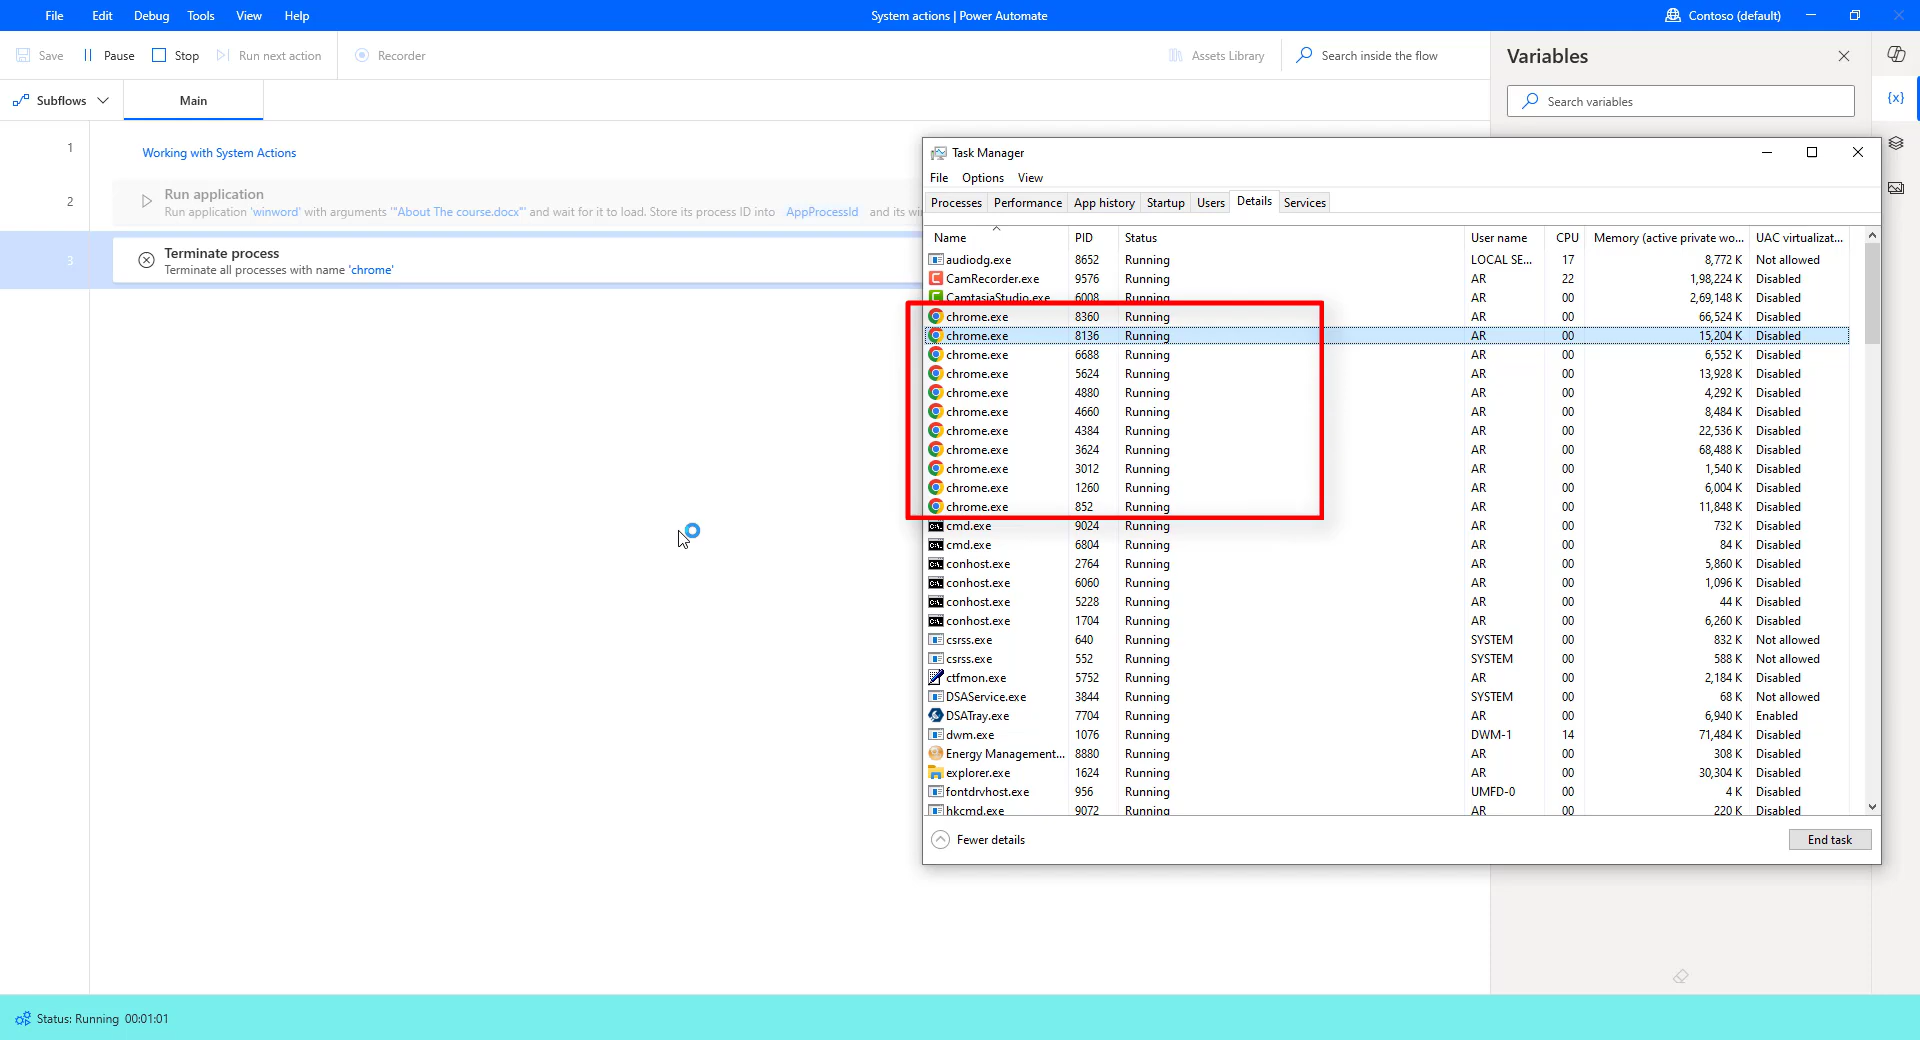 File Edit Debug Tools View Help
System actions | Power Automate
Contoso (default)
Save Pause Stop Run next action Recorder
Assets Library Search inside the flow
Variables
Subflows Main
{x}
Search variables
1 Working with System Actions
2 Run application
Run application 'winword' with arguments '"About The course.docx"' and wait for it to load. Store its process ID into AppProcessId and its wi
3 Terminate process
Terminate all processes with name 'chrome'
Task Manager
File Options View
Processes Performance App history Startup Users Details Services
Name PID Status User name CPU Memory (active private wo... UAC virtualizat...
audiodg.exe 8652 Running LOCAL SE... 17 8,772 K Not allowed
CamRecorder.exe 9576 Running AR 22 1,98,224 K Disabled
CamtasiaStudio.exe 6008 Running AR 00 2,69,148 K Disabled
chrome.exe 8360 Running AR 00 66,524 K Disabled
chrome.exe 8136 Running AR 00 15,204 K Disabled
chrome.exe 6688 Running AR 00 6,552 K Disabled
chrome.exe 5624 Running AR 00 13,928 K Disabled
chrome.exe 4880 Running AR 00 4,292 K Disabled
chrome.exe 4660 Running AR 00 8,484 K Disabled
chrome.exe 4384 Running AR 00 22,536 K Disabled
chrome.exe 3624 Running AR 00 68,488 K Disabled
chrome.exe 3012 Running AR 00 1,540 K Disabled
chrome.exe 1260 Running AR 00 6,004 K Disabled
chrome.exe 852 Running AR 00 11,848 K Disabled
cmd.exe 9024 Running AR 00 732 K Disabled
cmd.exe 6804 Running AR 00 84 K Disabled
conhost.exe 2764 Running AR 00 5,860 K Disabled
conhost.exe 6060 Running AR 00 1,096 K Disabled
conhost.exe 5228 Running AR 00 44 K Disabled
conhost.exe 1704 Running AR 00 6,260 K Disabled
csrss.exe 640 Running SYSTEM 00 832 K Not allowed
csrss.exe 552 Running SYSTEM 00 588 K Not allowed
ctfmon.exe 5752 Running AR 00 2,184 K Disabled
DSAService.exe 3844 Running SYSTEM 00 68 K Not allowed
DSATray.exe 7704 Running AR 00 6,940 K Enabled
dwm.exe 1076 Running DWM-1 14 71,484 K Disabled
Energy Management... 8880 Running AR 00 308 K Disabled
explorer.exe 1624 Running AR 00 30,304 K Disabled
fontdrvhost.exe 956 Running UMFD-0 00 4 K Disabled
hkcmd.exe 9072 Running AR 00 220 K Disabled
Fewer details End task
Status: Running 00:01:01